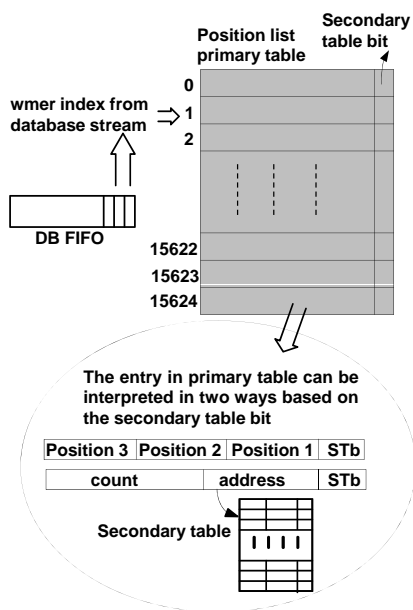 Position list
primary table
Secondary
table bit
wmer index from
database stream
0
1
2
DB FIFO
15622
15623
15624
The entry in primary table can be
interpreted in two ways based on
the secondary table bit
Position 3 Position 2 Position 1 STb
count address STb
Secondary table